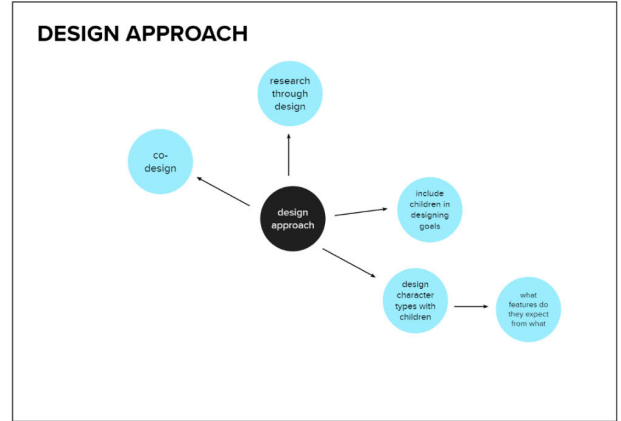 DESIGN APPROACH
research
through
design
co-
design
design
approach
include
children in
designing
goals
design
character
types with
children
what
features do
they expect
from what